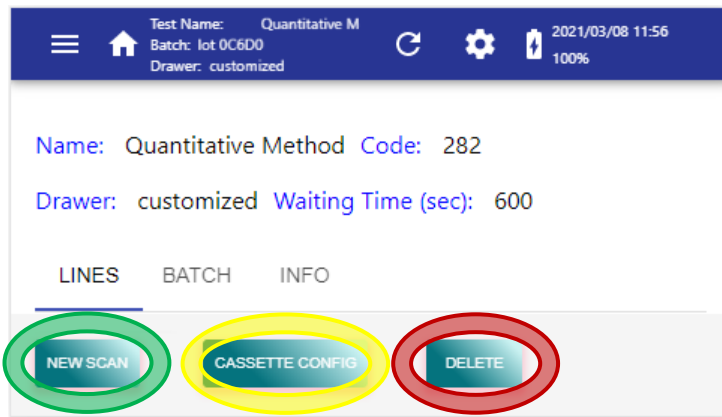 Test Name: Quantitative M
Batch: lot 0C6D0
Drawer: customized
2021/03/08 11:56
100%
Name: Quantitative Method Code: 282
Drawer: customized Waiting Time (sec): 600
LINES BATCH INFO
NEW SCAN CASSETTE CONFIG DELETE